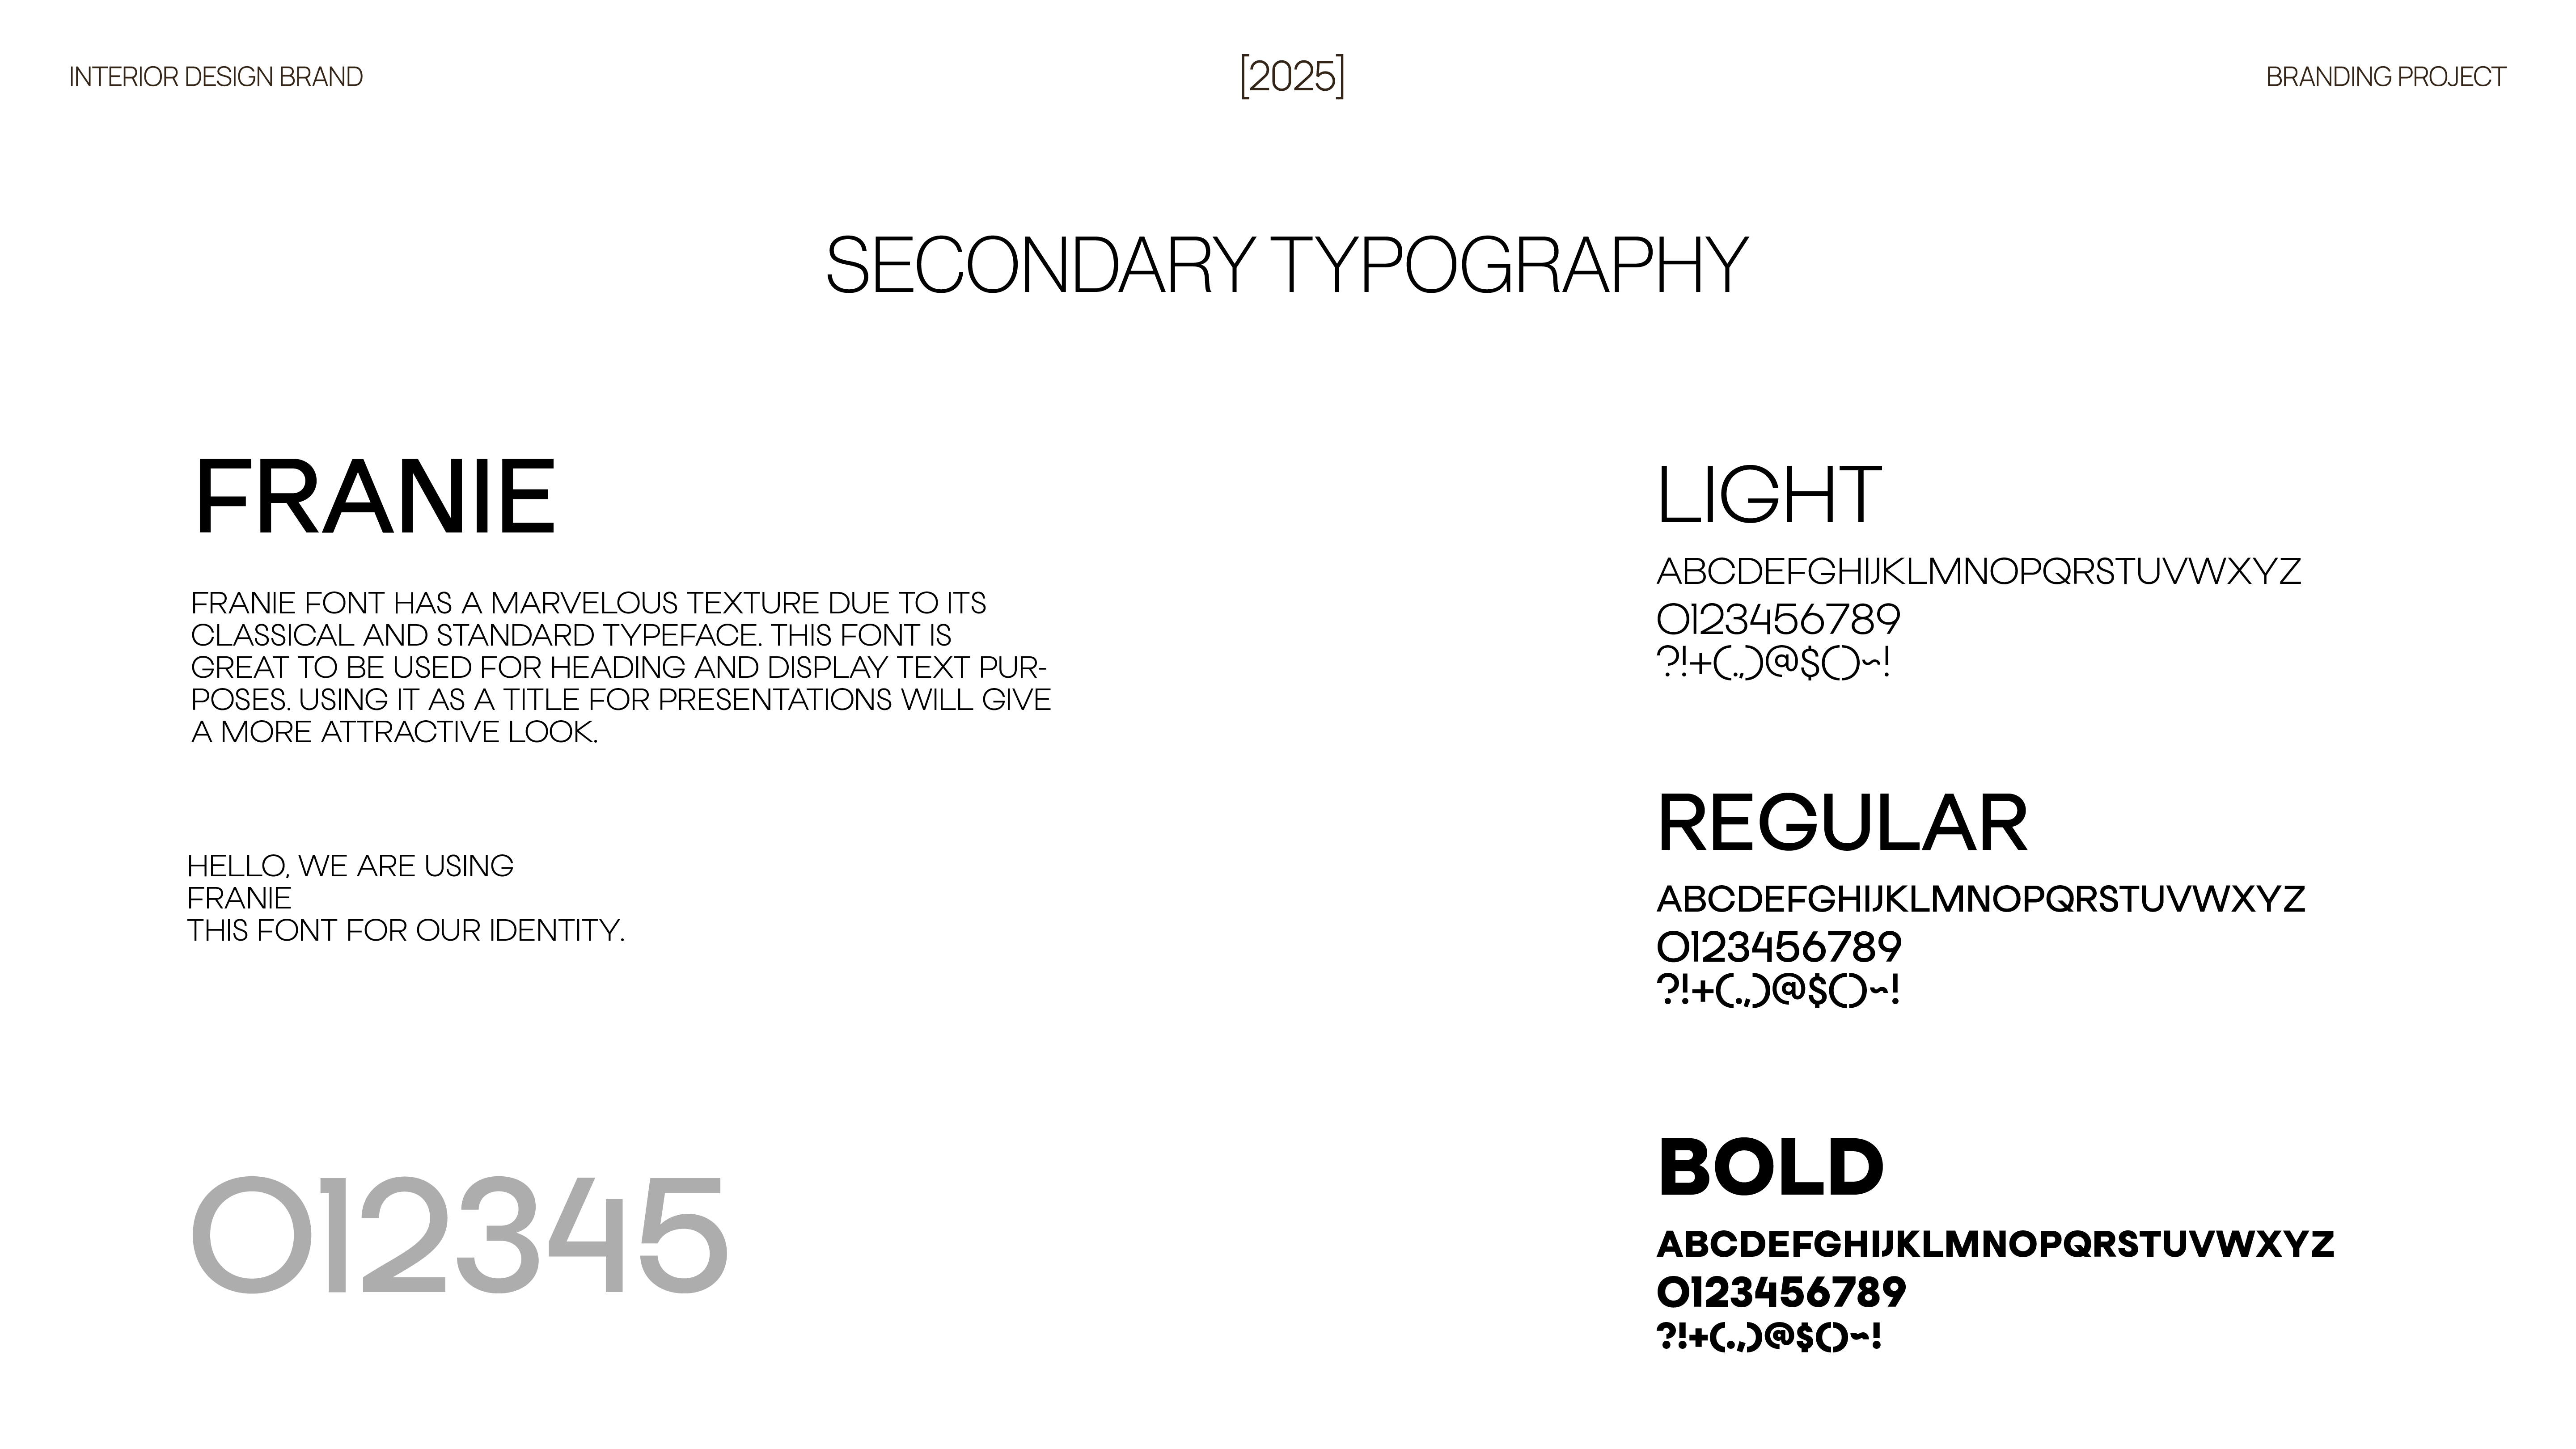 INTERIOR DESIGN BRAND
[2025]
BRANDING PROJECT
SECONDARY TYPOGRAPHY
FRANIE
FRANIE FONT HAS A MARVELOUS TEXTURE DUE TO ITS
CLASSICAL AND STANDARD TYPEFACE. THIS FONT IS
GREAT TO BE USED FOR HEADING AND DISPLAY TEXT PUR-
POSES. USING IT AS A TITLE FOR PRESENTATIONS WILL GIVE
A MORE ATTRACTIVE LOOK.
HELLO, WE ARE USING
FRANIE
THIS FONT FOR OUR IDENTITY.
012345
LIGHT
ABCDEFGHIJKLMNOPQRSTUVWXYZ
0123456789
?!+(.,)@$()~!
REGULAR
ABCDEFGHIJKLMNOPQRSTUVWXYZ
0123456789
?!+(.,)@$()~!
BOLD
ABCDEFGHIJKLMNOPQRSTUVWXYZ
0123456789
?!+(.,)@$()~!